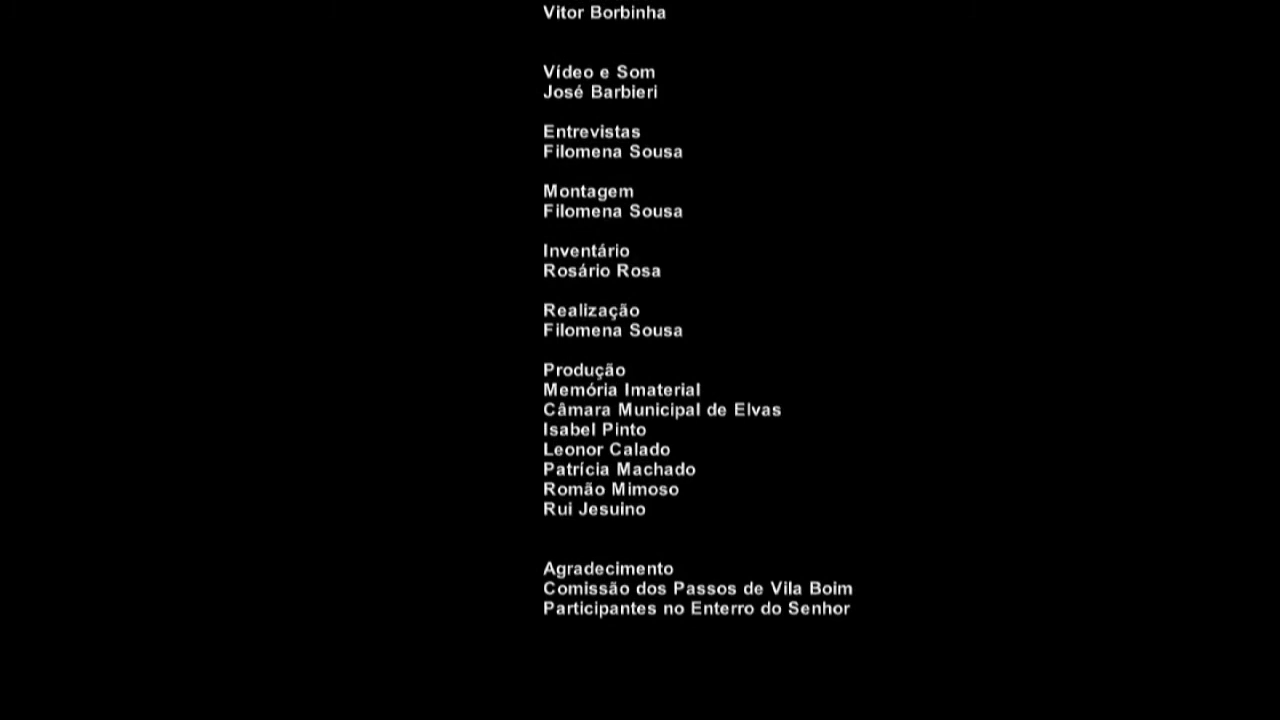 Vitor Borbinha
Vídeo e Som
José Barbieri
Entrevistas
Filomena Sousa
Montagem
Filomena Sousa
Inventário
Rosário Rosa
Realização
Filomena Sousa
Produção
Memória Imaterial
Câmara Municipal de Elvas
Isabel Pinto
Leonor Calado
Patrícia Machado
Romão Mimoso
Rui Jesuino
Agradecimento
Comissão dos Passos de Vila Boim
Participantes no Enterro do Senhor